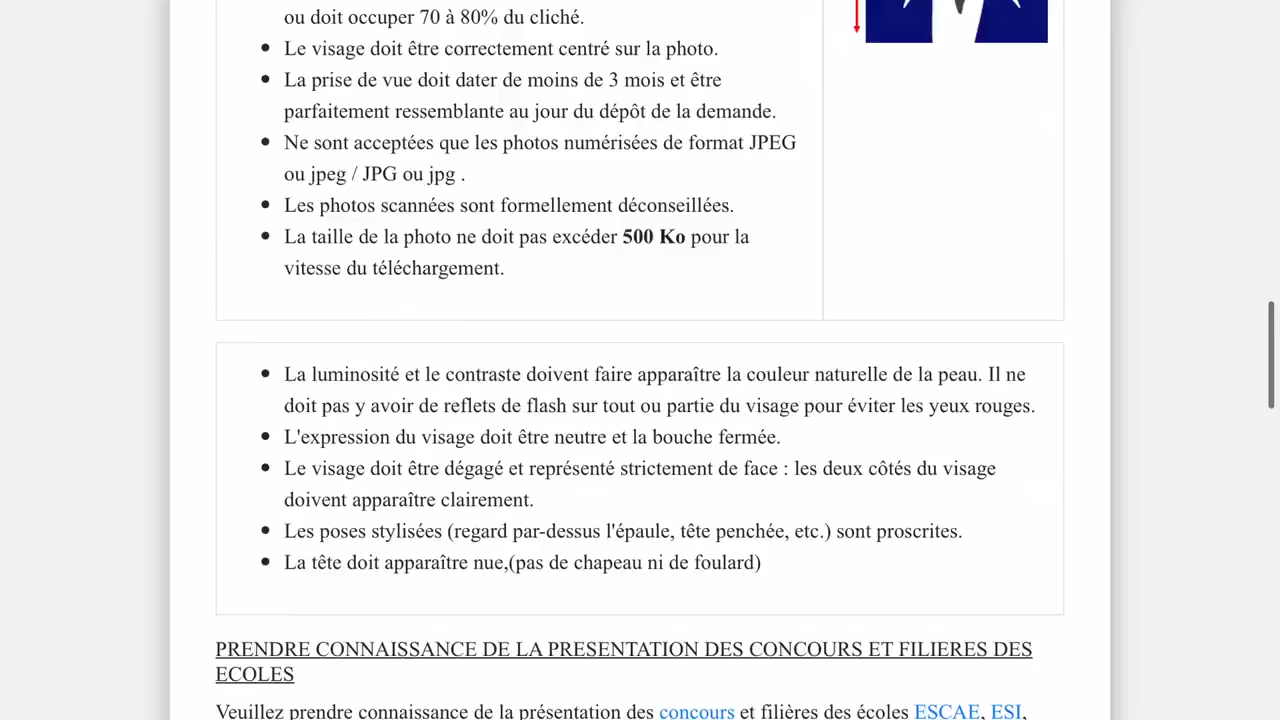 ou doit occuper 70 à 80% du cliché.
Le visage doit être correctement centré sur la photo.
La prise de vue doit dater de moins de 3 mois et être
parfaitement ressemblante au jour du dépôt de la demande.
Ne sont acceptées que les photos numérisées de format JPEG
ou jpeg / JPG ou jpg .
Les photos scannées sont formellement déconseillées.
La taille de la photo ne doit pas excéder 500 Ko pour la
vitesse du téléchargement.
La luminosité et le contraste doivent faire apparaître la couleur naturelle de la peau. Il ne
doit pas y avoir de reflets de flash sur tout ou partie du visage pour éviter les yeux rouges.
L'expression du visage doit être neutre et la bouche fermée.
Le visage doit être dégagé et représenté strictement de face : les deux côtés du visage
doivent apparaître clairement.
Les poses stylisées (regard par-dessus l'épaule, tête penchée, etc.) sont proscrites.
La tête doit apparaître nue,(pas de chapeau ni de foulard)
PRENDRE CONNAISSANCE DE LA PRESENTATION DES CONCOURS ET FILIERES DES
ECOLES
Veuillez prendre connaissance de la présentation des concours et filières des écoles ESCAE, ESI,